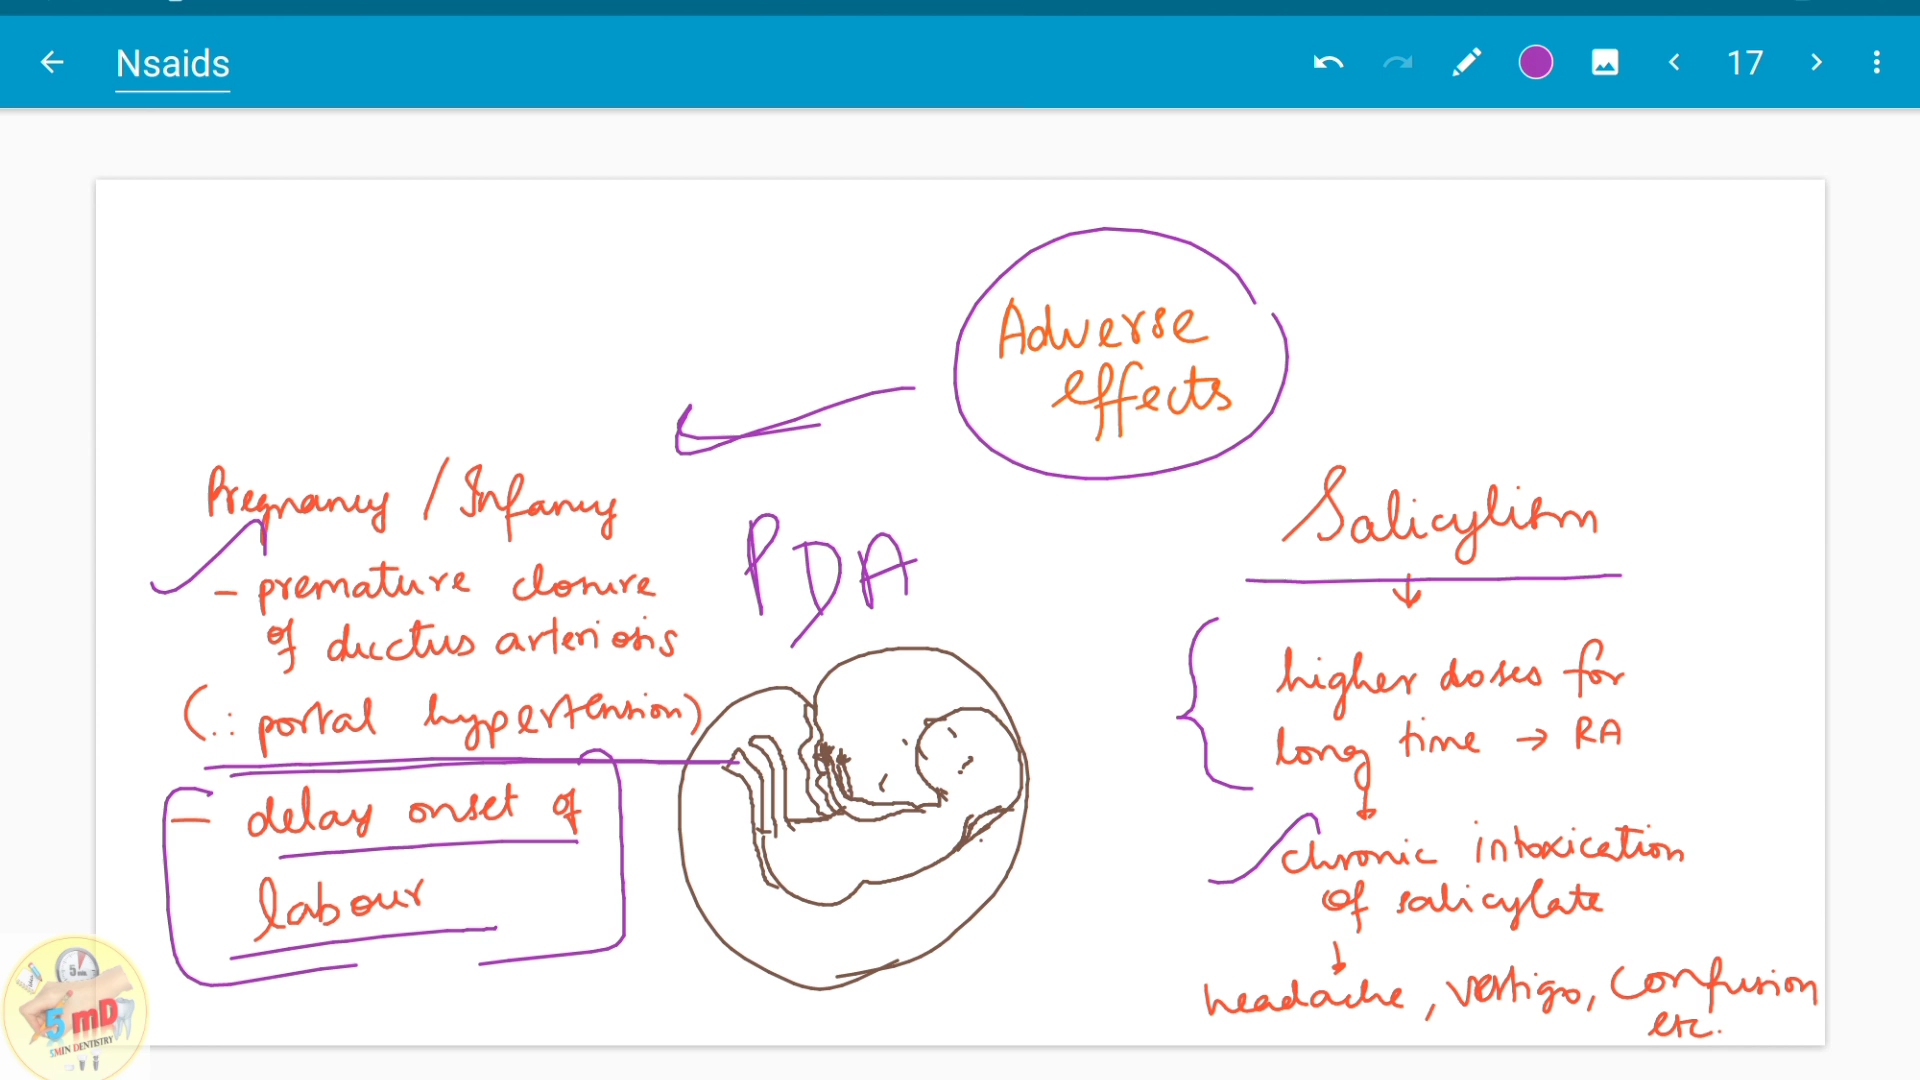 Nsaids
17
Adverse
effects
Pregnancy / Infancy
- premature closure
of ductus arteriosis
(∴ portal hypertension)
- delay onset of
labour
PDA
Salicylism
↓
higher doses for
long time → RA
↓
chronic intoxication
of salicylate
↓
headache, vertigo, confusion
etc.
5
5 mD
5MIN DENTISTRY